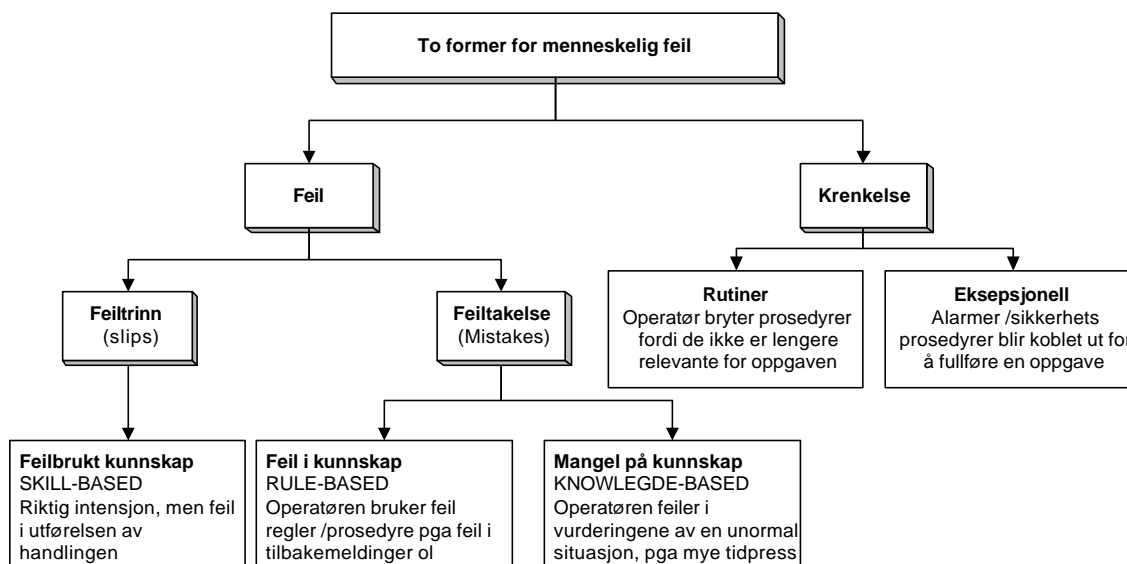 To former for menneskelig feil
Feil
Krenkelse
Feiltrinn
(slips)
Feiltakelse
(Mistakes)
Rutiner
Operatør bryter prosedyrer
fordi de ikke er lengere
relevante for oppgaven
Eksepsjonell
Alarmer /sikkerhets
prosedyrer blir koblet ut for
å fullføre en oppgave
Feilbrukt kunnskap
SKILL-BASED
Riktig intensjon, men feil
i utførelsen av
handlingen
Feil i kunnskap
RULE-BASED
Operatøren bruker feil
regler /prosedyre pga feil i
tilbakemeldinger ol
Mangel på kunnskap
KNOWLEGDE-BASED
Operatøren feiler i
vurderingene av en unormal
situasjon, pga mye tidpress